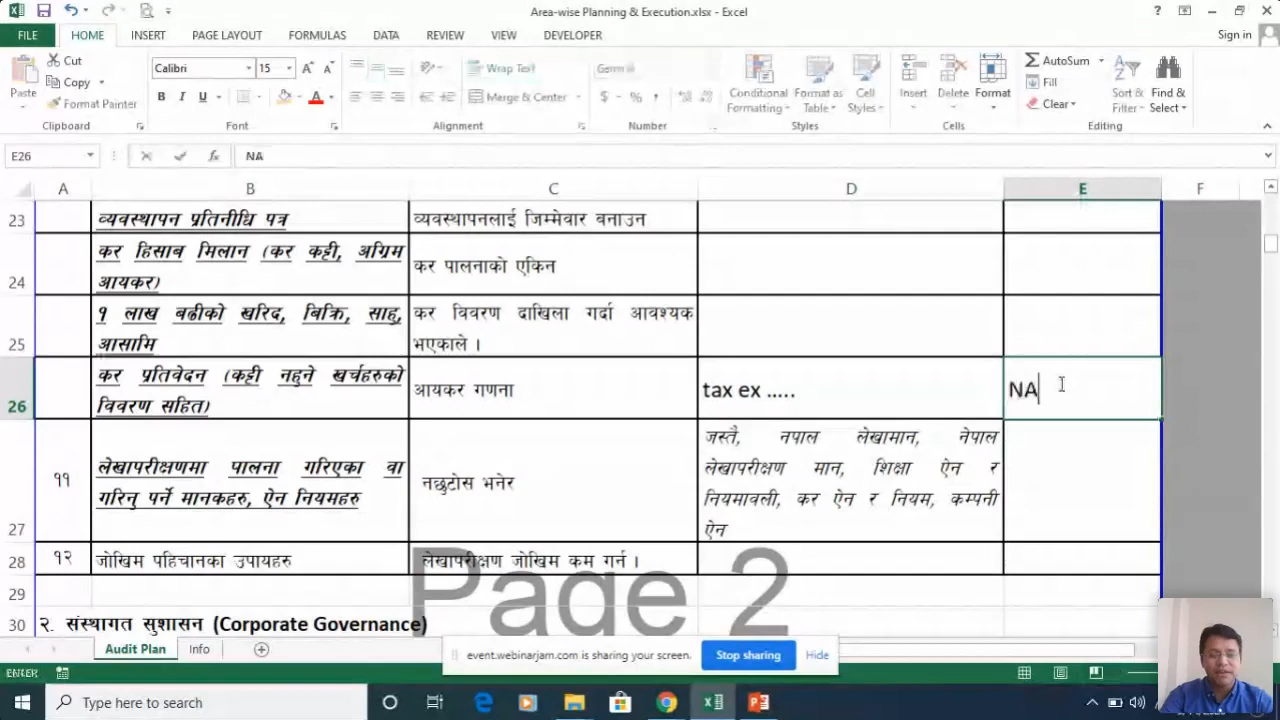 Area-wise Planning & Execution.xlsx - Excel
FILE HOME INSERT PAGE LAYOUT FORMULAS DATA REVIEW VIEW DEVELOPER Sign in
Paste Cut Copy Format Painter Clipboard
Calibri 15 B I U A Font
Wrap Text Merge & Center Alignment
General $ % , Number
Conditional Formatting Format as Table Cell Styles Styles
Insert Delete Format Cells
AutoSum Fill Clear Sort & Filter Find & Select Editing
E26 fx NA
A B C D E F
23 व्यवस्थापन प्रतिनीधि पत्र व्यवस्थापनलाई जिम्मेवार बनाउन
कर हिसाब मिलान (कर कट्टी, अग्रिम
24 आयकर) कर पालनाको एकिन
१ लाख बढीको खरिद, बिक्रि, साहु, कर विवरण दाखिला गर्दा आवश्यक
25 आसामि भएकाले ।
कर प्रतिवेदन (कट्टी नहुने खर्चहरुको
26 विवरण सहित) आयकर गणना tax ex ..... NA
११ लेखापरीक्षणमा पालना गरिएका वा
गरिनु पर्ने मानकहरु, ऐन नियमहरु
नछुटोस भनेर
जस्तै, नपाल लेखामान, नेपाल
लेखापरीक्षण मान, शिक्षा ऐन र
नियमावली, कर ऐन र नियम, कम्पनी
27 ऐन
28 १२ जोखिम पहिचानका उपायहरु लेखापरीक्षण जोखिम कम गर्न ।
Page 2
29
30 २. संस्थागत सुशासन (Corporate Governance)
Audit Plan Info
event.webinarjam.com is sharing your screen. Stop sharing Hide
ENTER
Type here to search